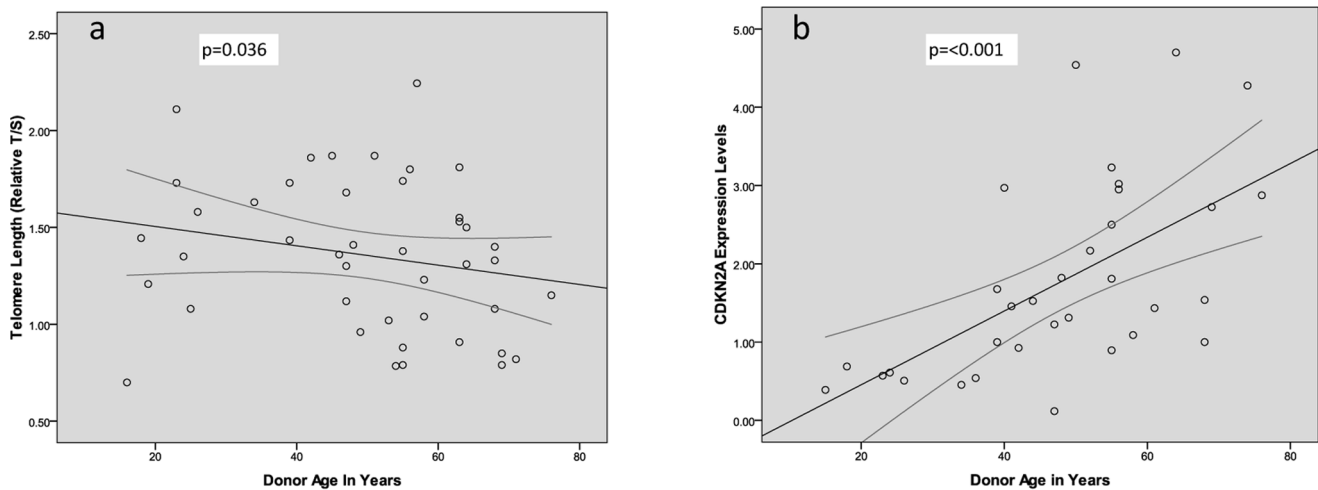 a
p=0.036
2.50
2.00
1.50
1.00
0.50
Telomere Length (Relative T/S)
20
40
60
80
Donor Age In Years
b
p=<0.001
5.00
4.00
3.00
2.00
1.00
0.00
CDKN2A Expression Levels
20
40
60
80
Donor Age in Years